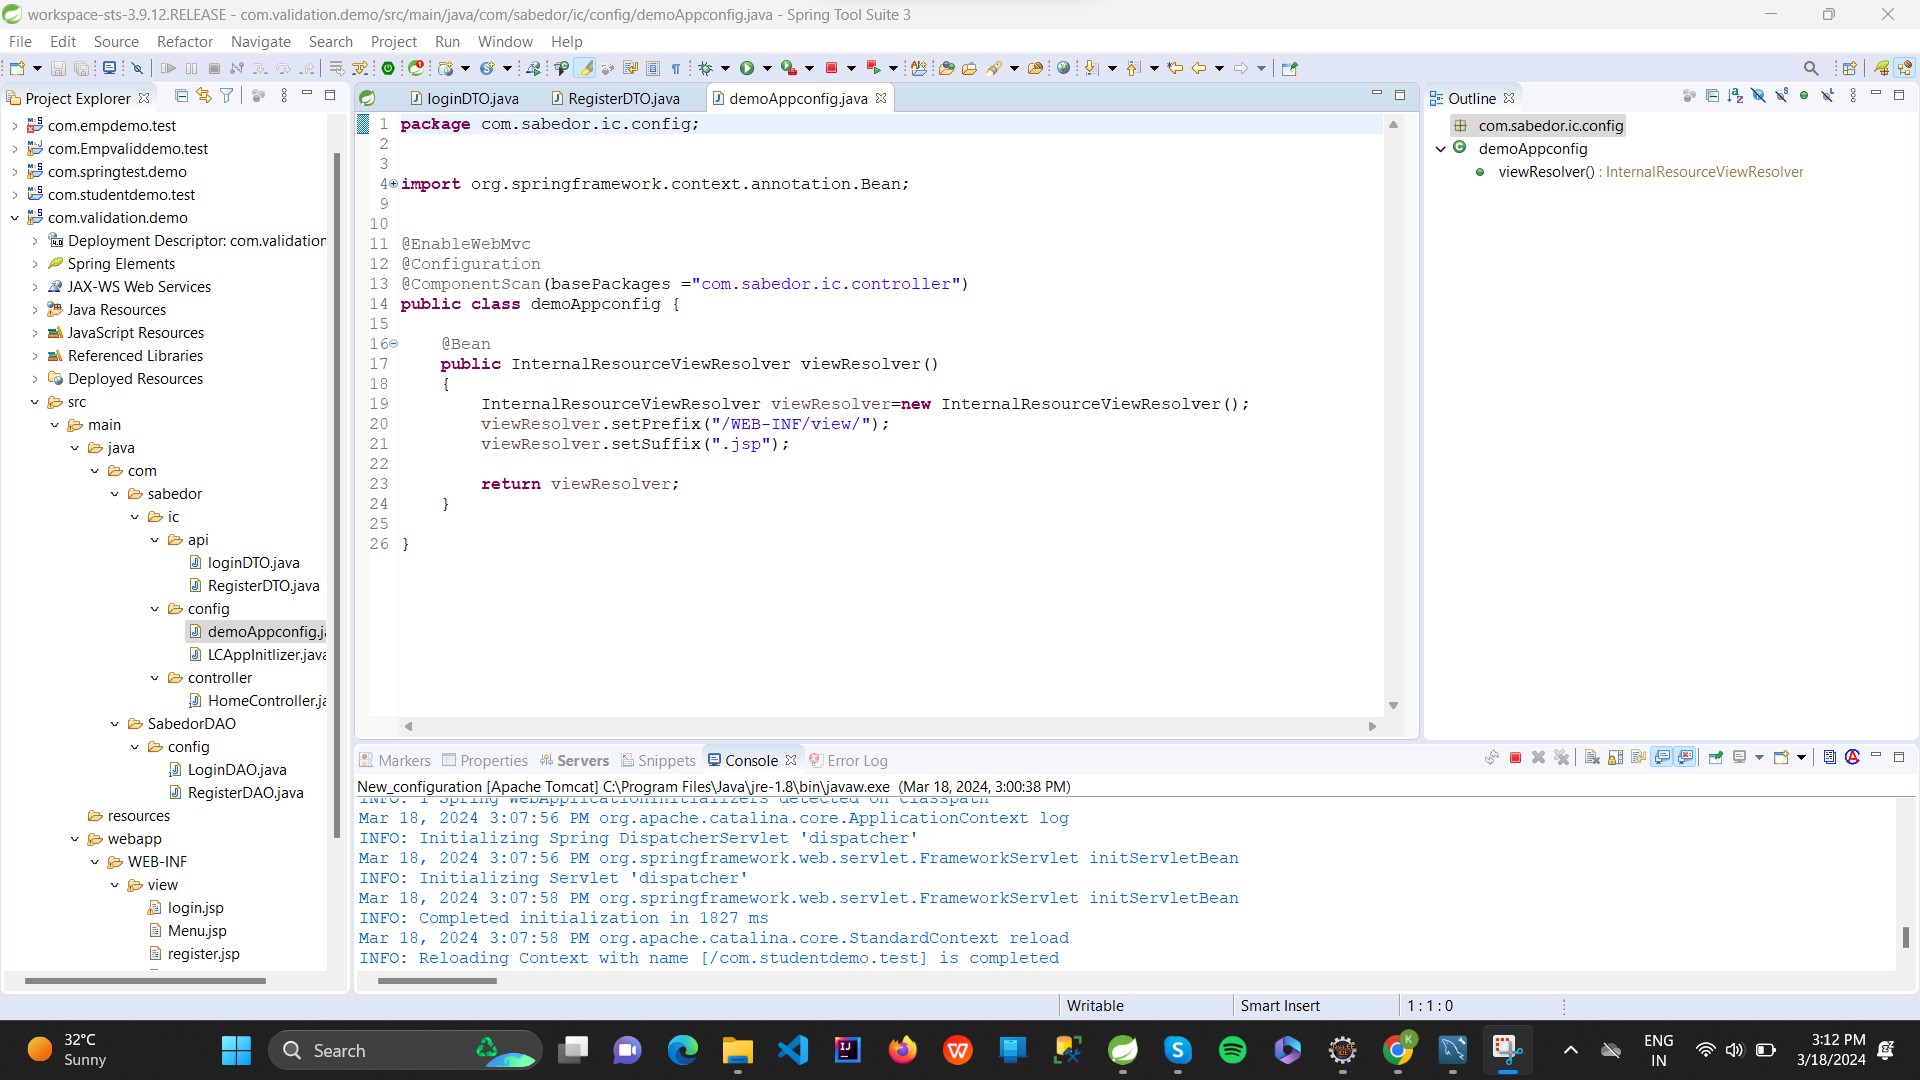 workspace-sts-3.9.12.RELEASE - com.validation.demo/src/main/java/com/sabedor/ic/config/demoAppconfig.java - Spring Tool Suite 3
File Edit Source Refactor Navigate Search Project Run Window Help
Project Explorer
com.empdemo.test
com.Empvaliddemo.test
com.springtest.demo
com.studentdemo.test
com.validation.demo
Deployment Descriptor: com.validation
Spring Elements
JAX-WS Web Services
Java Resources
JavaScript Resources
Referenced Libraries
Deployed Resources
src
main
java
com
sabedor
ic
api
loginDTO.java
RegisterDTO.java
config
demoAppconfig.ja
LCAppInitlizer.java
controller
HomeController.ja
SabedorDAO
config
LoginDAO.java
RegisterDAO.java
resources
webapp
WEB-INF
view
login.jsp
Menu.jsp
register.jsp
loginDTO.java RegisterDTO.java demoAppconfig.java
1 package com.sabedor.ic.config;
2
3
4 import org.springframework.context.annotation.Bean;
9
10
11 @EnableWebMvc
12 @Configuration
13 @ComponentScan(basePackages ="com.sabedor.ic.controller")
14 public class demoAppconfig {
15
16 @Bean
17 public InternalResourceViewResolver viewResolver()
18 {
19 InternalResourceViewResolver viewResolver=new InternalResourceViewResolver();
20 viewResolver.setPrefix("/WEB-INF/view/");
21 viewResolver.setSuffix(".jsp");
22
23 return viewResolver;
24 }
25
26 }
Outline
com.sabedor.ic.config
demoAppconfig
viewResolver() : InternalResourceViewResolver
Markers Properties Servers Snippets Console Error Log
New_configuration [Apache Tomcat] C:\Program Files\Java\jre-1.8\bin\javaw.exe (Mar 18, 2024, 3:00:38 PM)
INFO: 1 Spring WebApplicationInitializers detected on classpath
Mar 18, 2024 3:07:56 PM org.apache.catalina.core.ApplicationContext log
INFO: Initializing Spring DispatcherServlet 'dispatcher'
Mar 18, 2024 3:07:56 PM org.springframework.web.servlet.FrameworkServlet initServletBean
INFO: Initializing Servlet 'dispatcher'
Mar 18, 2024 3:07:58 PM org.springframework.web.servlet.FrameworkServlet initServletBean
INFO: Completed initialization in 1827 ms
Mar 18, 2024 3:07:58 PM org.apache.catalina.core.StandardContext reload
INFO: Reloading Context with name [/com.studentdemo.test] is completed
Writable Smart Insert 1 : 1 : 0
32°C
Sunny
Search
ENG
IN
3:12 PM
3/18/2024